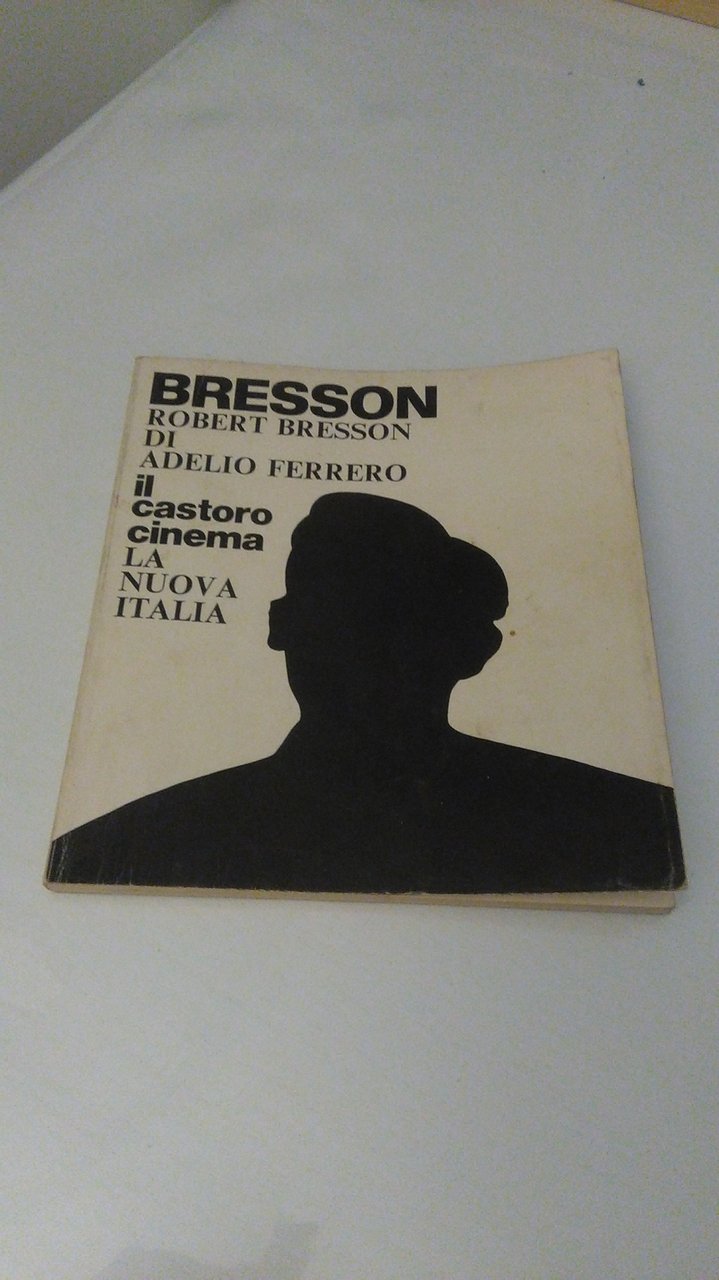 BRESSON
ROBERT BRESSON
DI
ADELIO FERRERO
il
castoro
cinema
LA
NUOVA
ITALIA